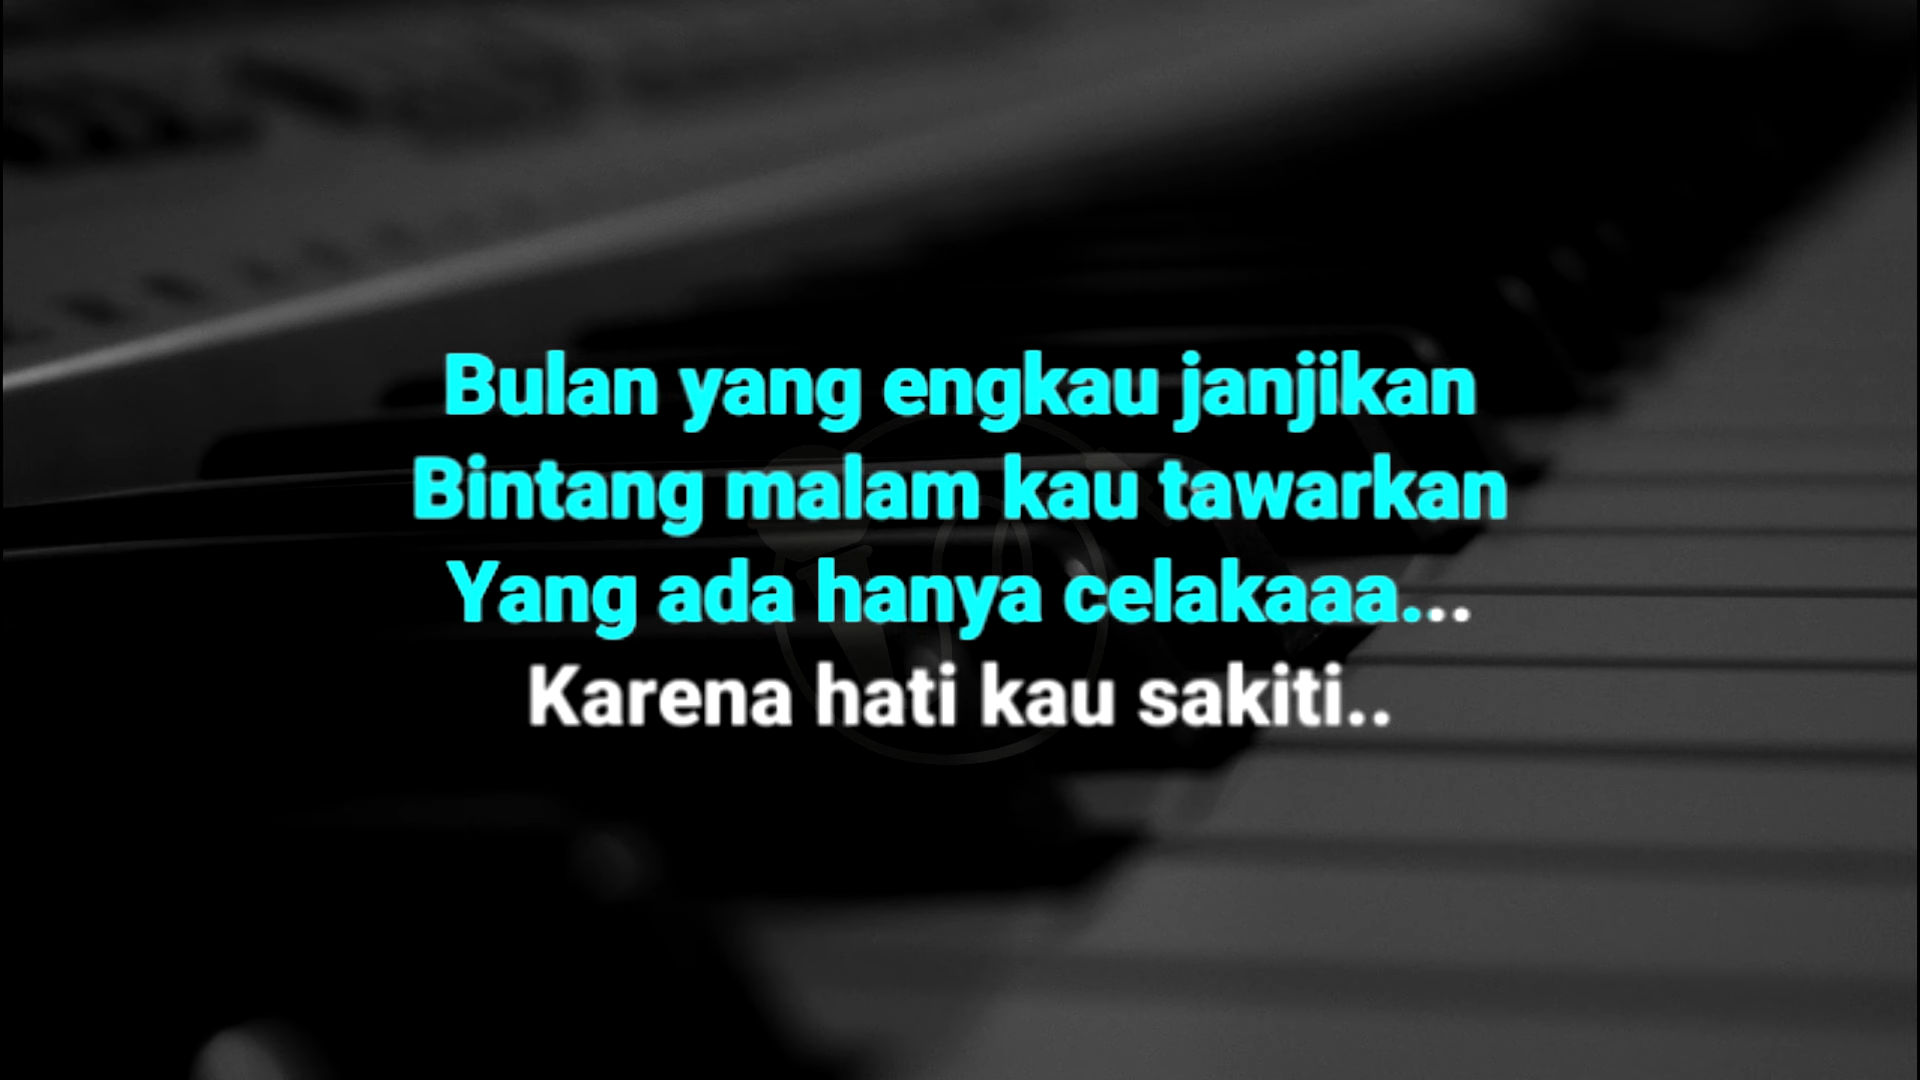 Bulan yang engkau janjikan
Bintang malam kau tawarkan
Yang ada hanya celakaaa...
Karena hati kau sakiti..